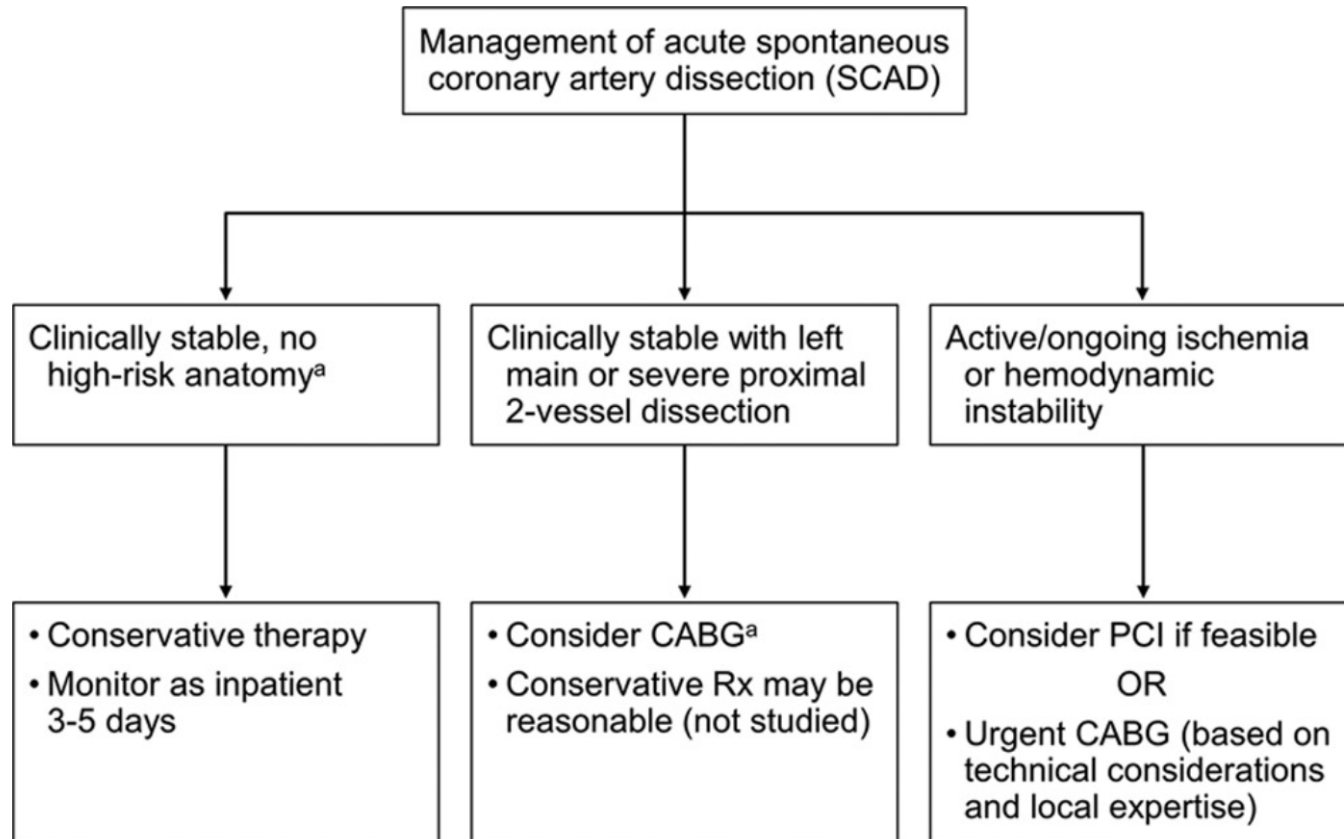 Management of acute spontaneous
coronary artery dissection (SCAD)
Clinically stable, no
high-risk anatomyᵃ
Clinically stable with left
main or severe proximal
2-vessel dissection
Active/ongoing ischemia
or hemodynamic
instability
• Conservative therapy
• Monitor as inpatient
3-5 days
• Consider CABGᵃ
• Conservative Rx may be
reasonable (not studied)
• Consider PCI if feasible
OR
• Urgent CABG (based on
technical considerations
and local expertise)